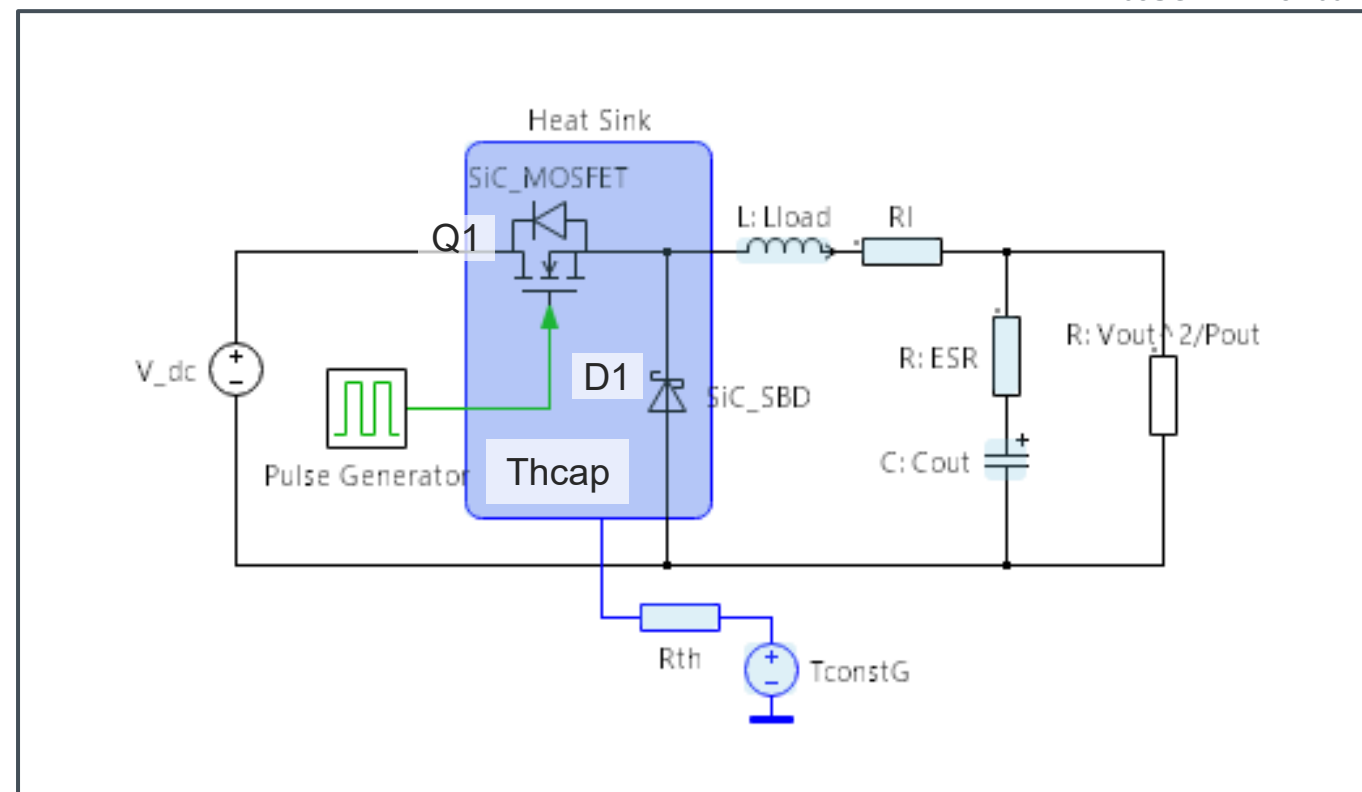 Heat Sink
SiC_MOSFET
Q1
L: Lload
Rl
V_dc
+
−
D1
SiC_SBD
R: ESR
R: Vout^2/Pout
Pulse Generator
Thcap
C: Cout
+
Rth
+
−
TconstG